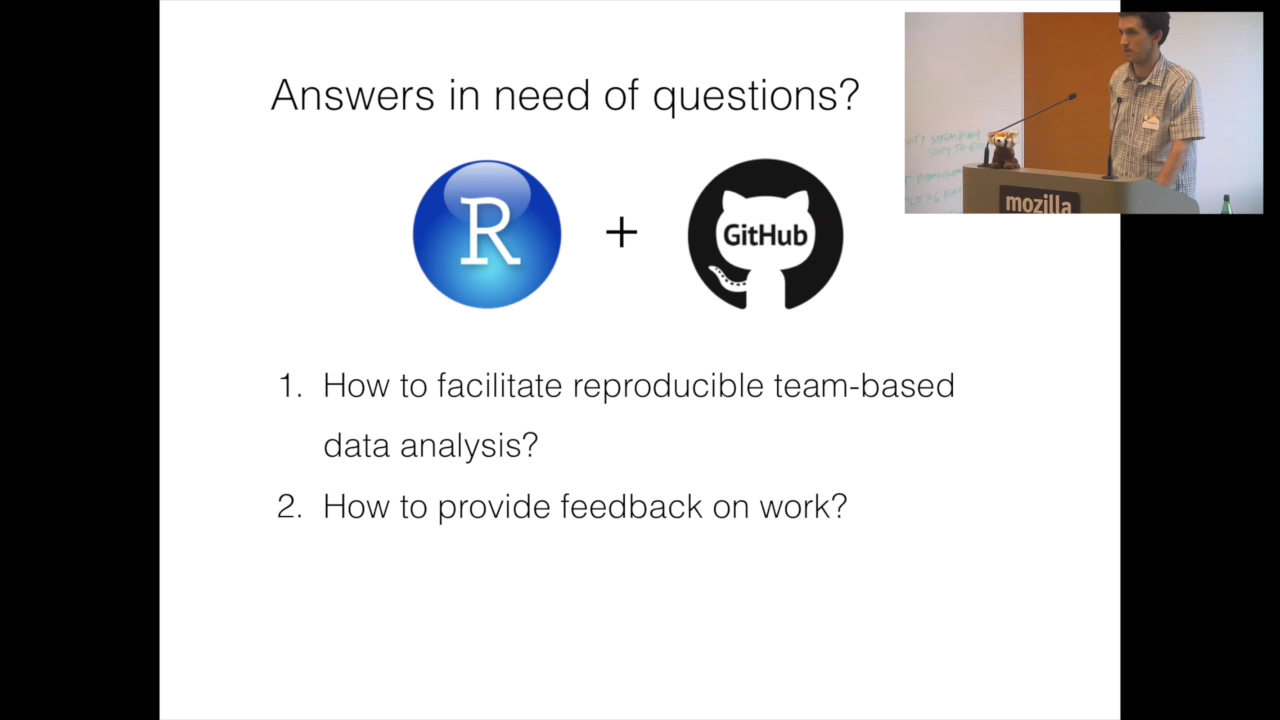 Answers in need of questions?
R
+
GitHub
1. How to facilitate reproducible team-based
data analysis?
2. How to provide feedback on work?
mozilla